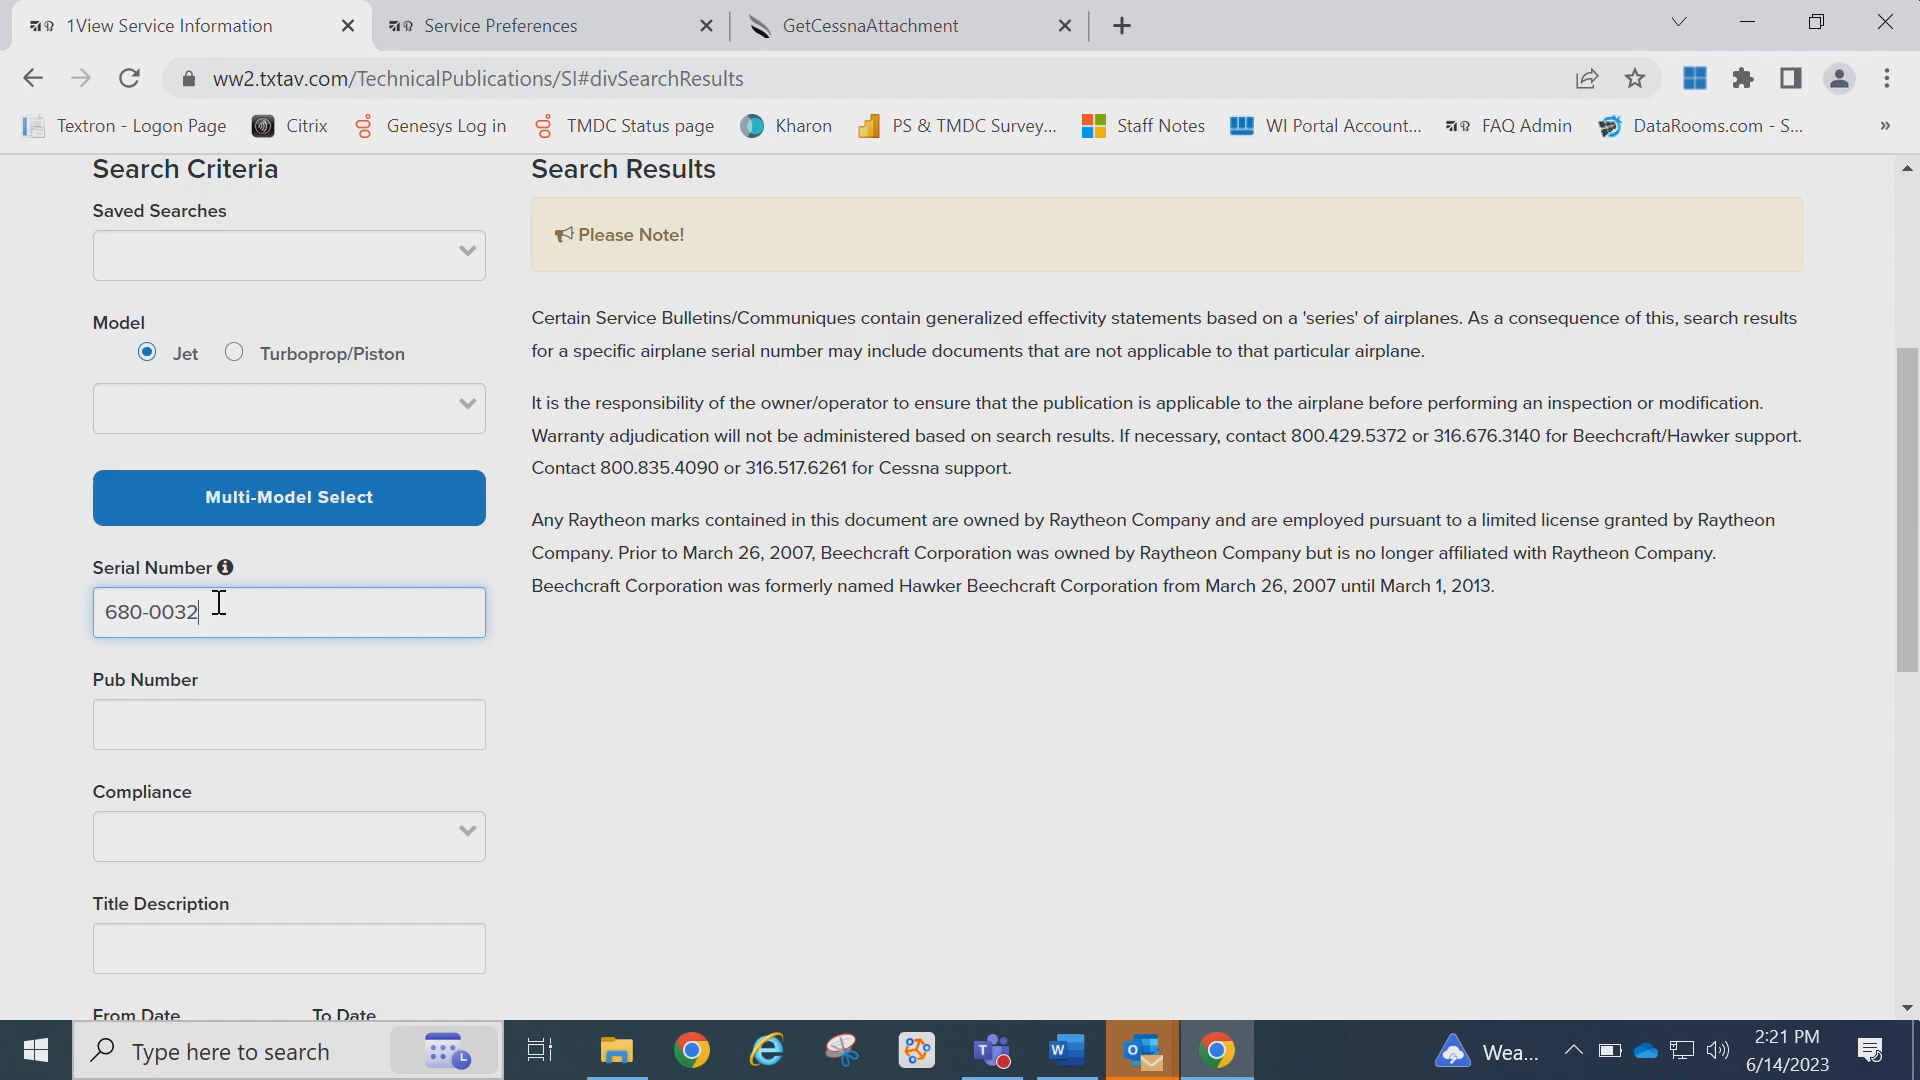 1View Service Information
Service Preferences
GetCessnaAttachment
ww2.txtav.com/TechnicalPublications/SI#divSearchResults
Textron - Logon Page
Citrix
Genesys Log in
TMDC Status page
Kharon
PS & TMDC Survey...
Staff Notes
WI Portal Account...
FAQ Admin
DataRooms.com - S...
»
Search Criteria
Saved Searches
Model
Jet
Turboprop/Piston
Multi-Model Select
Serial Number
680-0032
Pub Number
Compliance
Title Description
From Date
To Date
Search Results
Please Note!
Certain Service Bulletins/Communiques contain generalized effectivity statements based on a 'series' of airplanes. As a consequence of this, search results
for a specific airplane serial number may include documents that are not applicable to that particular airplane.
It is the responsibility of the owner/operator to ensure that the publication is applicable to the airplane before performing an inspection or modification.
Warranty adjudication will not be administered based on search results. If necessary, contact 800.429.5372 or 316.676.3140 for Beechcraft/Hawker support.
Contact 800.835.4090 or 316.517.6261 for Cessna support.
Any Raytheon marks contained in this document are owned by Raytheon Company and are employed pursuant to a limited license granted by Raytheon
Company. Prior to March 26, 2007, Beechcraft Corporation was owned by Raytheon Company but is no longer affiliated with Raytheon Company.
Beechcraft Corporation was formerly named Hawker Beechcraft Corporation from March 26, 2007 until March 1, 2013.
Type here to search
Wea...
2:21 PM
6/14/2023